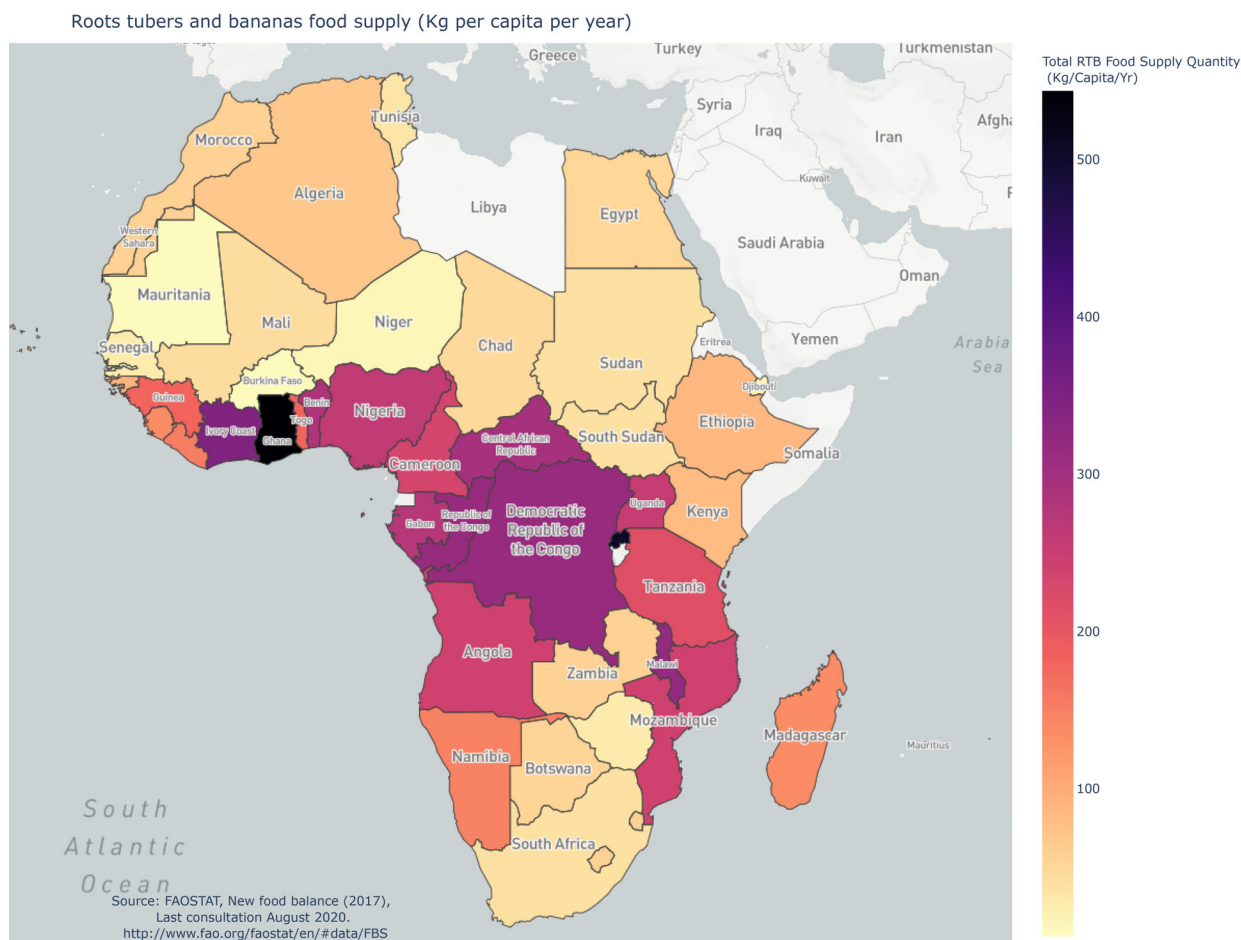 Roots tubers and bananas food supply (Kg per capita per year)
Total RTB Food Supply Quantity
(Kg/Capita/Yr)
500
400
300
200
100
Greece
Turkey
Turkmenistan
Syria
Afgha
Iraq
Iran
Tunisia
Morocco
Kuwait
Algeria
Libya
Egypt
Western
Sahara
Saudi Arabia
Oman
Mauritania
Niger
Mali
Yemen
Eritrea
Arabia
Sea
Senegal
Chad
Sudan
Burkina Faso
Djibouti
Guinea
Benin
Nigeria
Togo
Ethiopia
Ivory Coast
Ghana
Central African
Republic
South Sudan
Somalia
Cameroon
Uganda
Kenya
Gabon
Republic of
the Congo
Democratic
Republic of
the Congo
Tanzania
Angola
Zambia
Malawi
Mozambique
Madagascar
Mauritius
Namibia
Botswana
South Africa
South
Atlantic
Ocean
Source: FAOSTAT, New food balance (2017),
Last consultation August 2020.
http://www.fao.org/faostat/en/#data/FBS